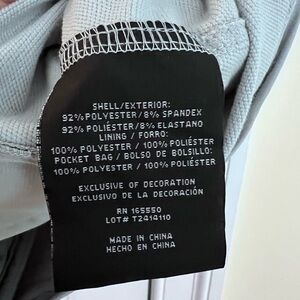 SHELL/EXTERIOR:
92% POLYESTER/8% SPANDEX
92% POLIÉSTER/8% ELASTANO
LINING / FORRO:
100% POLYESTER / 100% POLIÉSTER
POCKET BAG / BOLSO DE BOLSILLO:
100% POLYESTER / 100% POLIÉSTER
EXCLUSIVE OF DECORATION
EXCLUSIVO DE LA DECORACIÓN
RN 165550
LOT# T2414110
MADE IN CHINA
HECHO EN CHINA